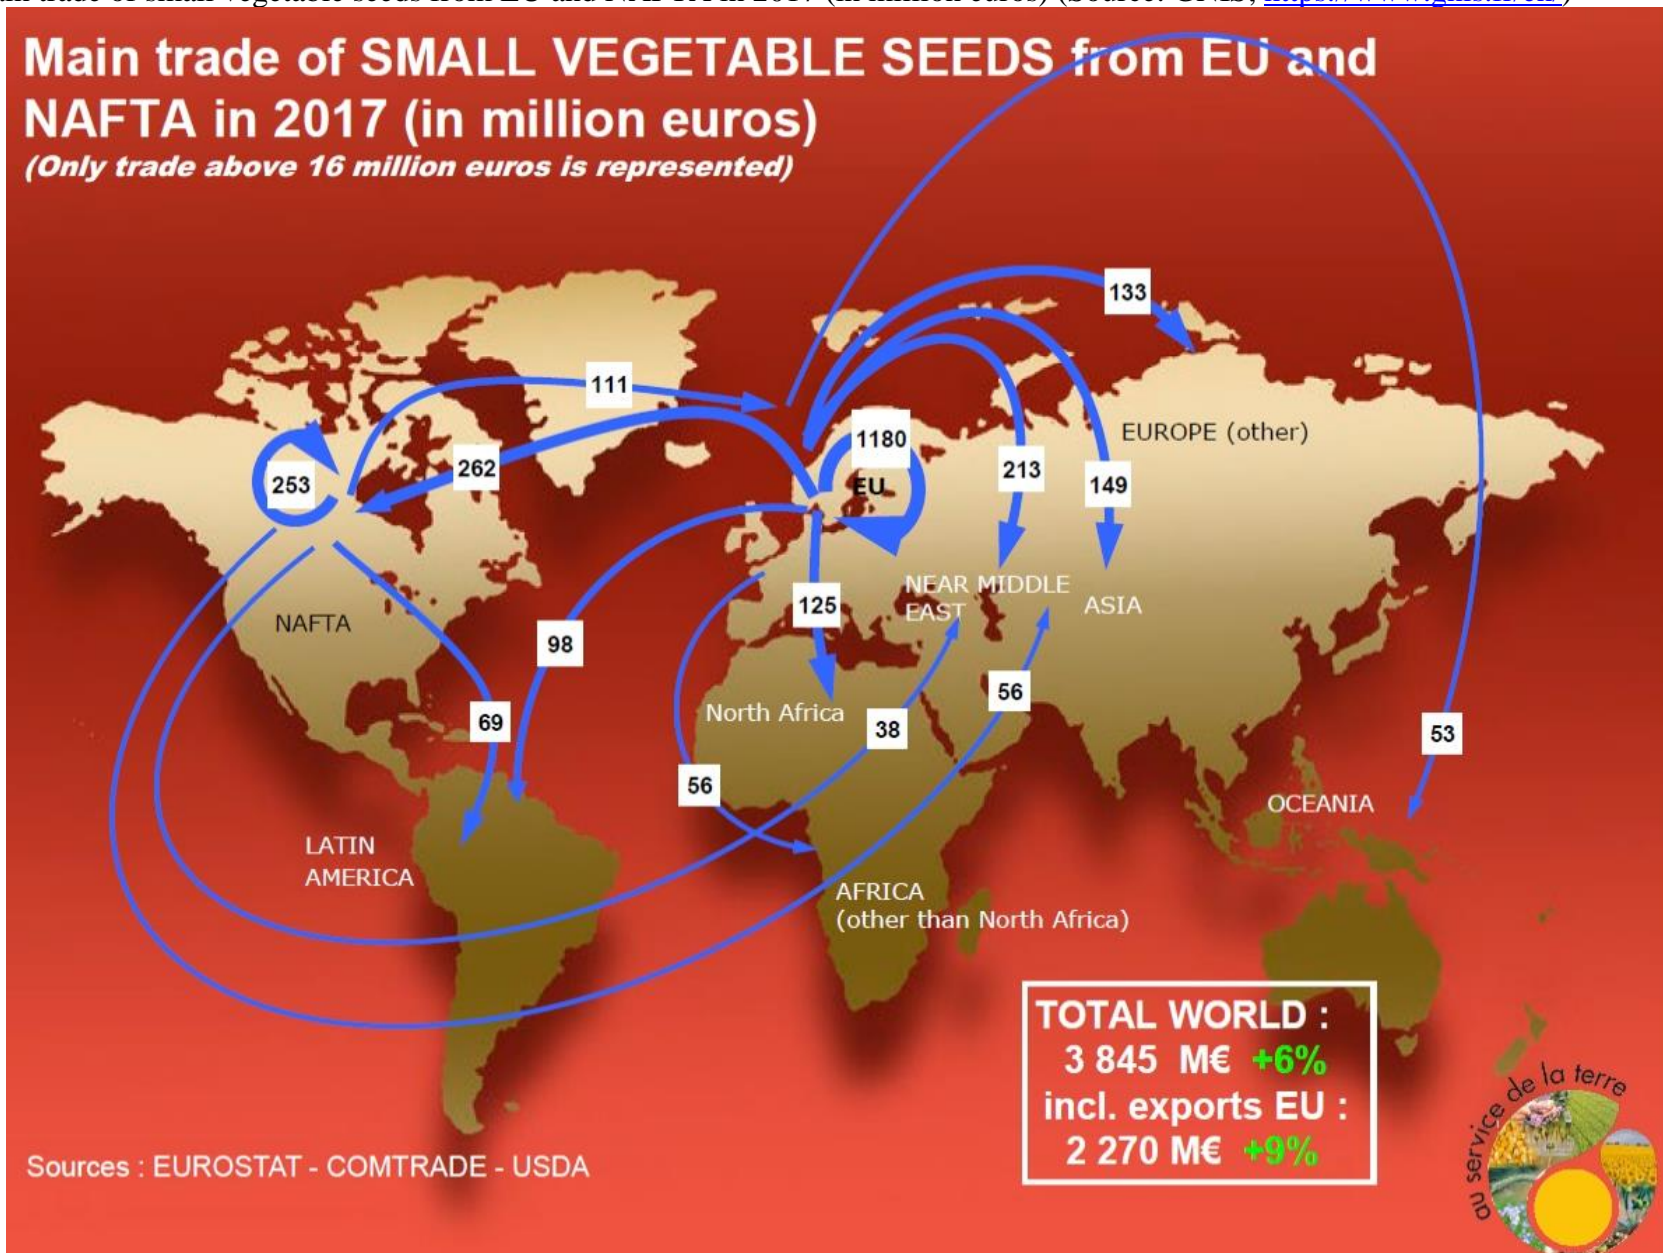 Main trade of SMALL VEGETABLE SEEDS from EU and
NAFTA in 2017 (in million euros)
(Only trade above 16 million euros is represented)
133
111
1180
EUROPE (other)
262
253
EU
213
149
NEAR MIDDLE
EAST
ASIA
125
NAFTA
98
56
North Africa
69
38
53
56
OCEANIA
LATIN
AMERICA
AFRICA
(other than North Africa)
TOTAL WORLD :
3 845 M€ +6%
incl. exports EU :
2 270 M€ +9%
au service de la terre
Sources : EUROSTAT - COMTRADE - USDA